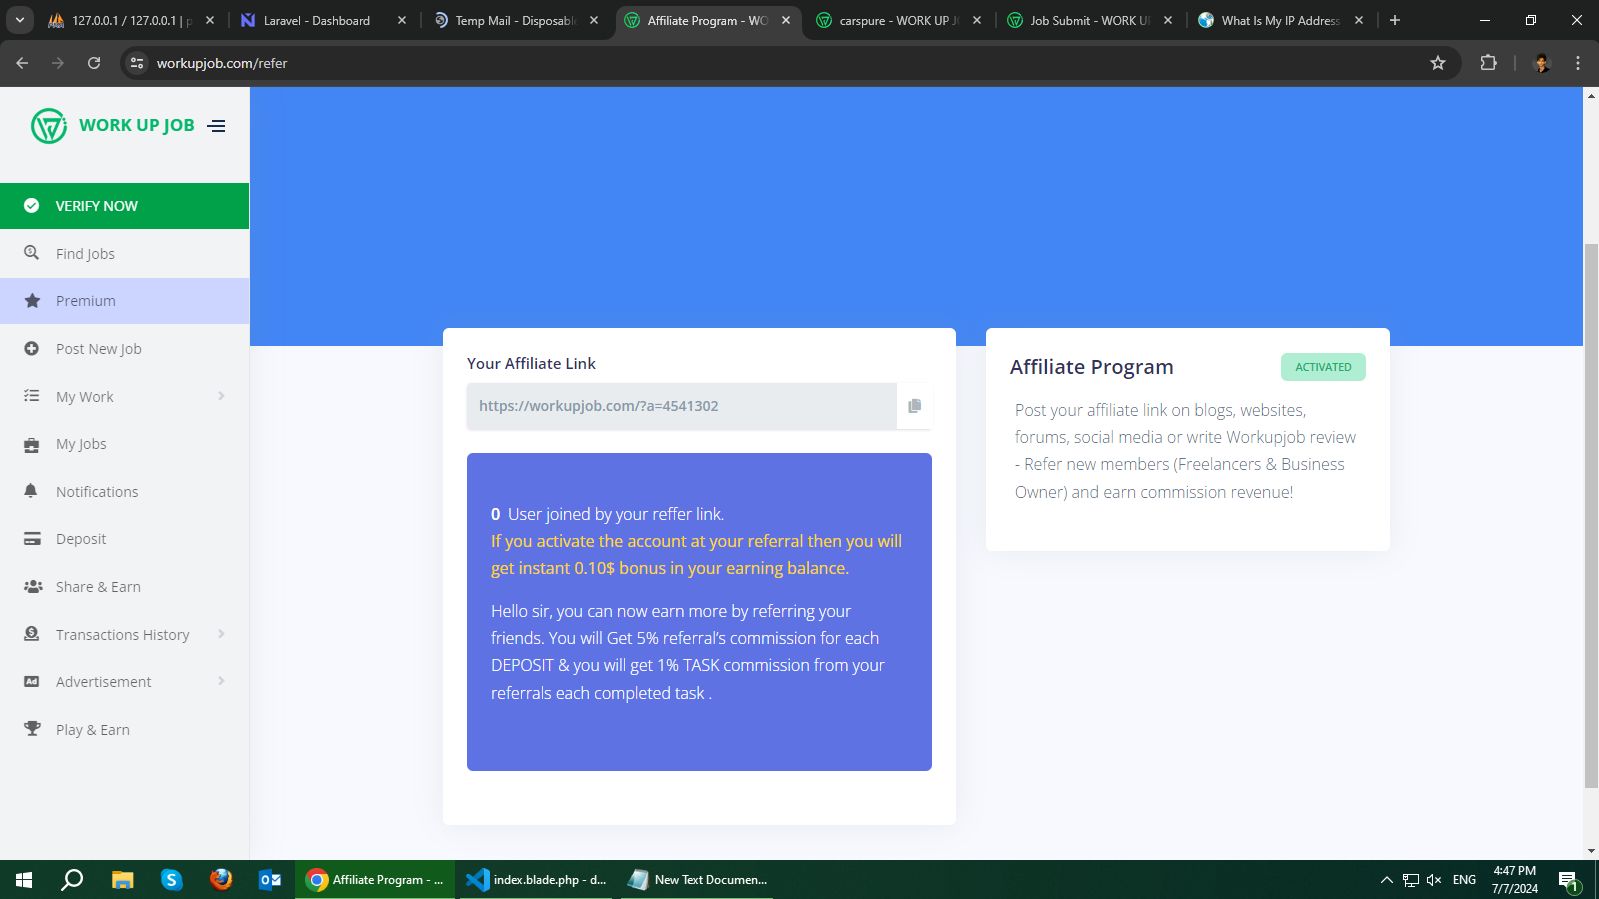 127.0.0.1 / 127.0.0.1 | p
Laravel - Dashboard
Temp Mail - Disposable
Affiliate Program - WO
carspure - WORK UP JO
Job Submit - WORK UP
What Is My IP Address
workupjob.com/refer
WORK UP JOB
VERIFY NOW
Find Jobs
Premium
Post New Job
My Work
My Jobs
Notifications
Deposit
Share & Earn
Transactions History
Ad Advertisement
Play & Earn
Your Affiliate Link
https://workupjob.com/?a=4541302
0 User joined by your reffer link.
If you activate the account at your referral then you will
get instant 0.10$ bonus in your earning balance.
Hello sir, you can now earn more by referring your
friends. You will Get 5% referral's commission for each
DEPOSIT & you will get 1% TASK commission from your
referrals each completed task .
Affiliate Program
ACTIVATED
Post your affiliate link on blogs, websites,
forums, social media or write Workupjob review
- Refer new members (Freelancers & Business
Owner) and earn commission revenue!
Affiliate Program - ...
index.blade.php - d...
New Text Documen...
ENG
4:47 PM
7/7/2024
1